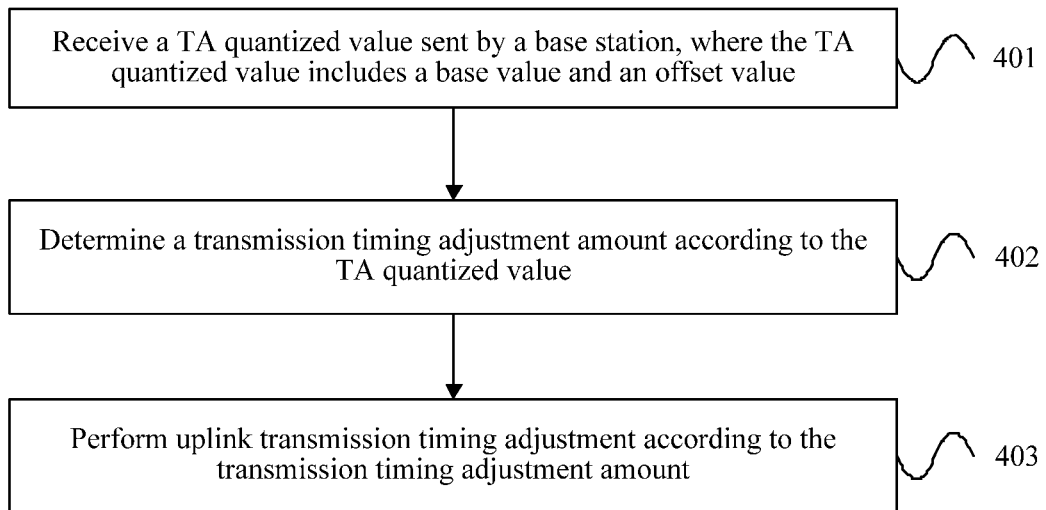 Receive a TA quantized value sent by a base station, where the TA
quantized value includes a base value and an offset value
401
Determine a transmission timing adjustment amount according to the
TA quantized value
402
Perform uplink transmission timing adjustment according to the
transmission timing adjustment amount
403